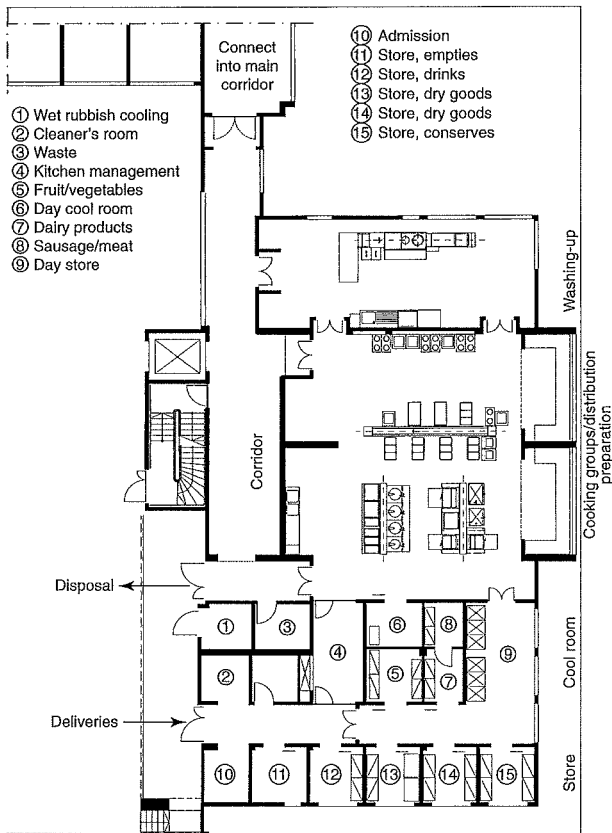 Connect
into main
corridor
⑩ Admission
⑪ Store, empties
⑫ Store, drinks
⑬ Store, dry goods
⑭ Store, dry goods
⑮ Store, conserves
① Wet rubbish cooling
② Cleaner's room
③ Waste
④ Kitchen management
⑤ Fruit/vegetables
⑥ Day cool room
⑦ Dairy products
⑧ Sausage/meat
⑨ Day store
Washing-up
Cooking groups/distribution
preparation
Corridor
Disposal
① ③ ④ ⑥ ⑧ ⑨
② ⑤ ⑦
Cool room
Deliveries
⑩ ⑪ ⑫ ⑬ ⑭ ⑮
Store